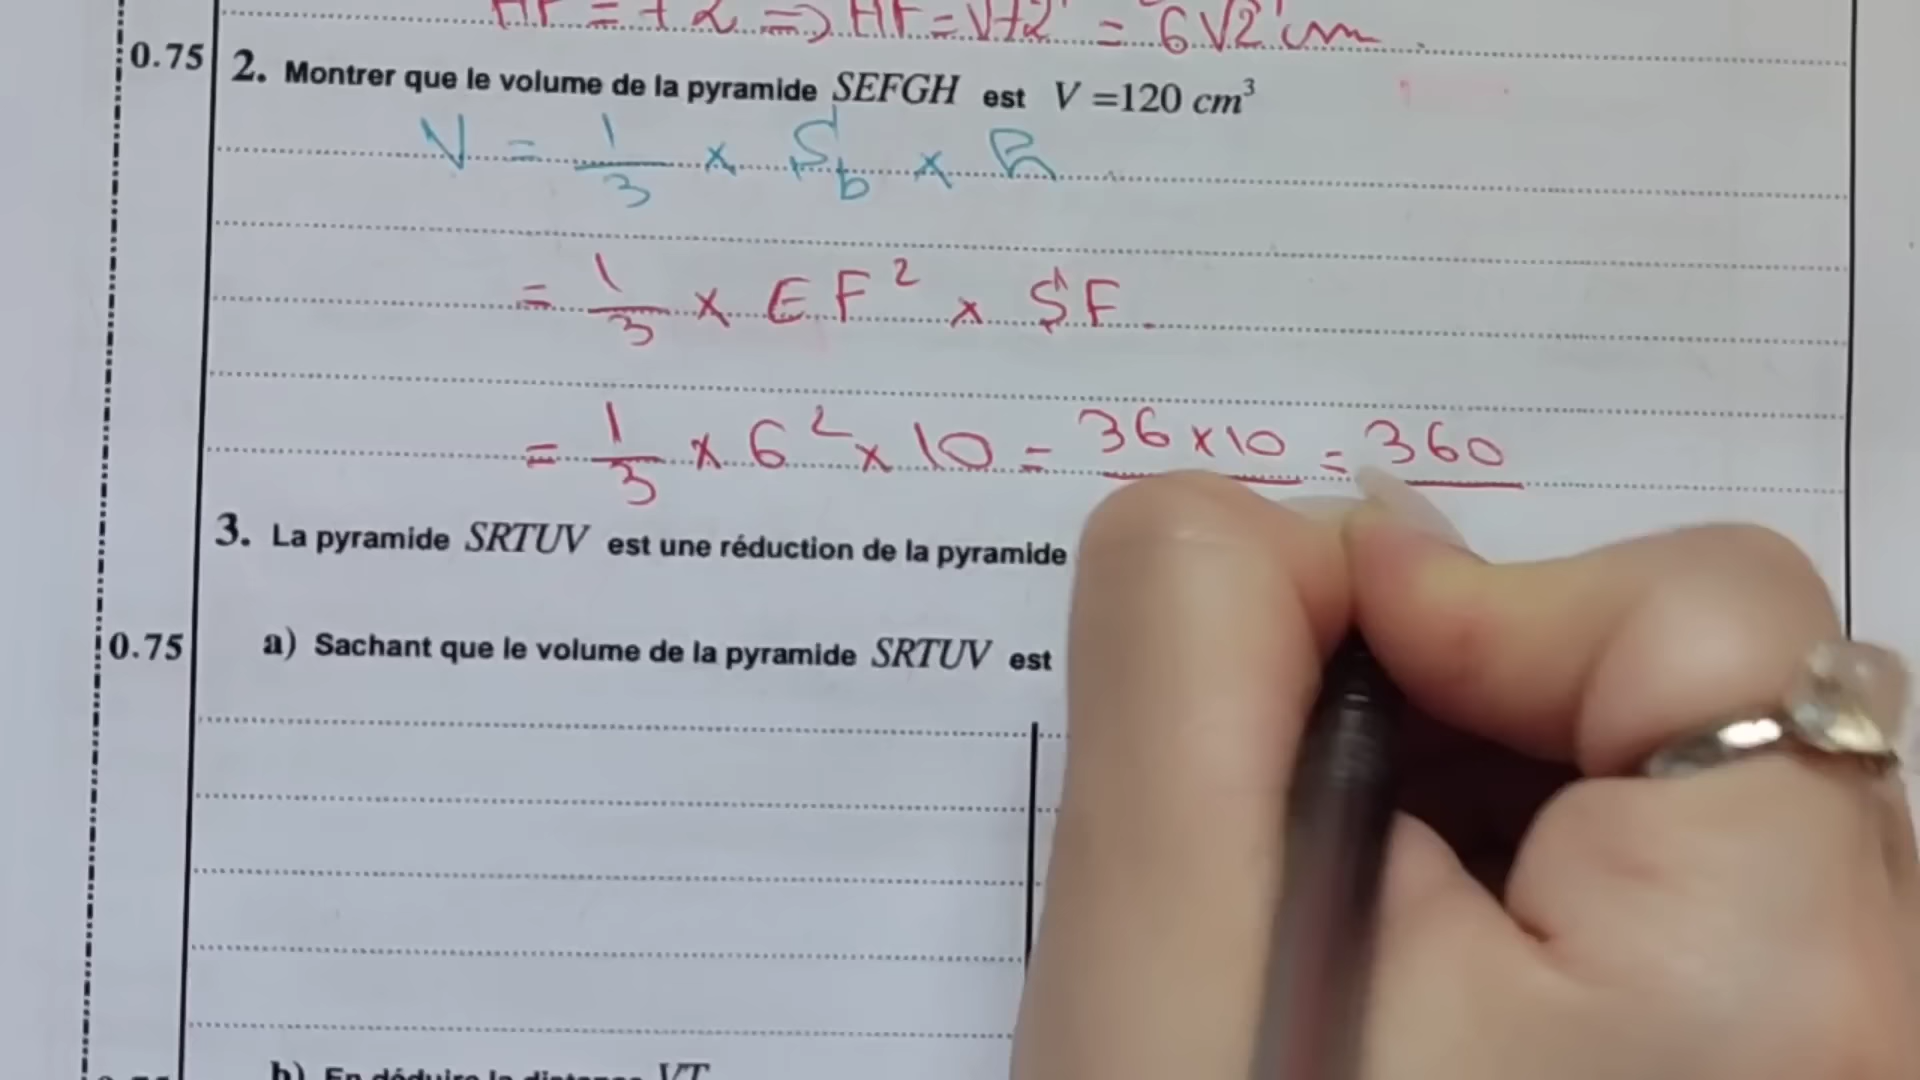 HF = 72 => HF = √72 = 6√2 cm.
0.75 2. Montrer que le volume de la pyramide SEFGH est V =120 cm³
V = 1/3 × Sb × h
= 1/3 × EF² × SF.
= 1/3 × 6² × 10 = 36×10 = 360
3. La pyramide SRTUV est une réduction de la pyramide
0.75 a) Sachant que le volume de la pyramide SRTUV est
b) En déduire la distance VT